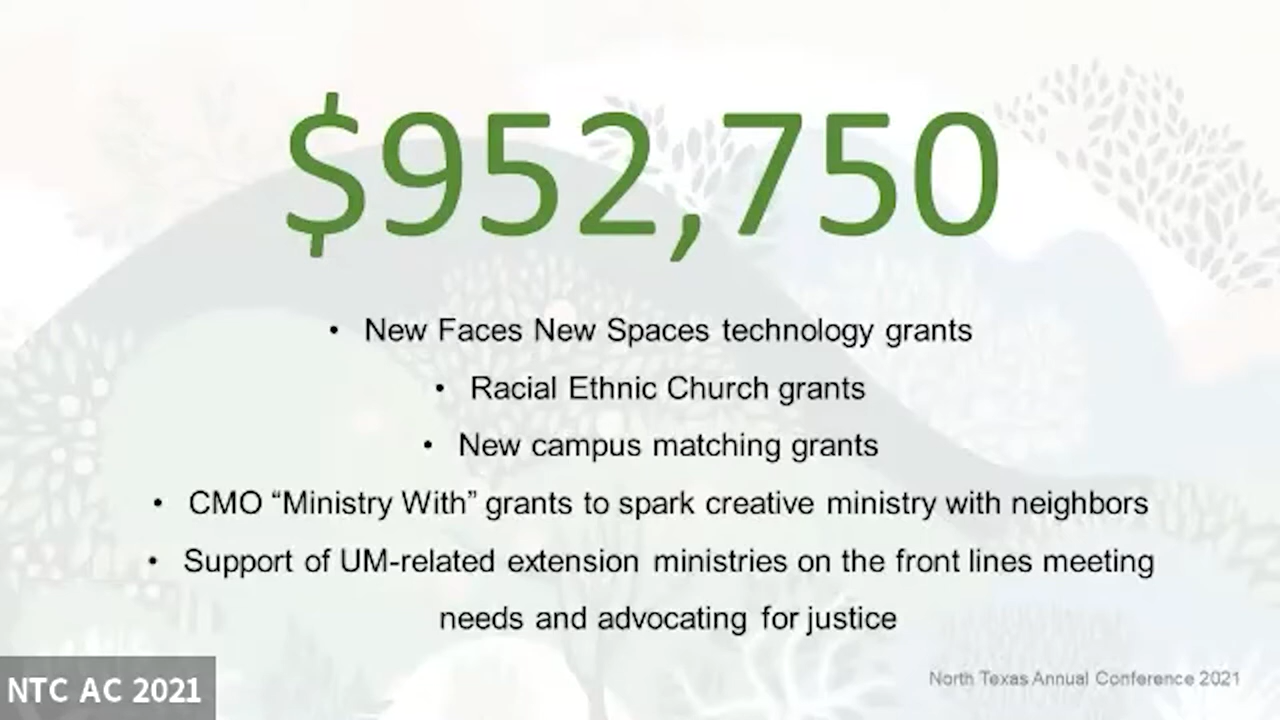 $952,750
• New Faces New Spaces technology grants
• Racial Ethnic Church grants
• New campus matching grants
• CMO “Ministry With” grants to spark creative ministry with neighbors
• Support of UM-related extension ministries on the front lines meeting
needs and advocating for justice
North Texas Annual Conference 2021
NTC AC 2021